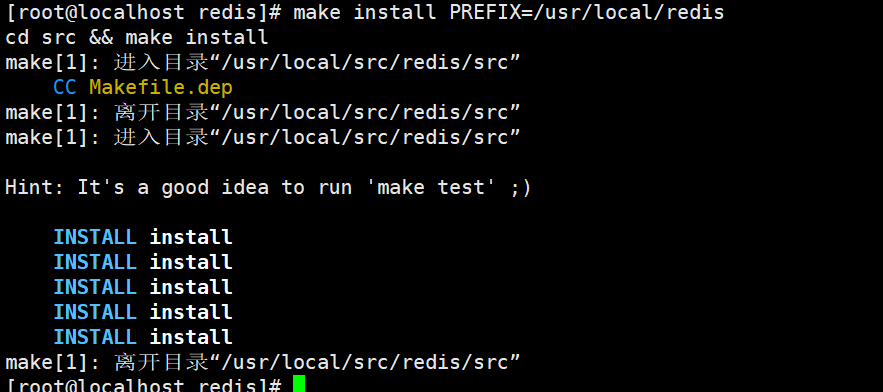 [root@localhost redis]# make install PREFIX=/usr/local/redis
cd src && make install
make[1]: 进入目录“/usr/local/src/redis/src”
    CC Makefile.dep
make[1]: 离开目录“/usr/local/src/redis/src”
make[1]: 进入目录“/usr/local/src/redis/src”

Hint: It's a good idea to run 'make test' ;)

    INSTALL install
    INSTALL install
    INSTALL install
    INSTALL install
    INSTALL install
make[1]: 离开目录“/usr/local/src/redis/src”
[root@localhost redis]#